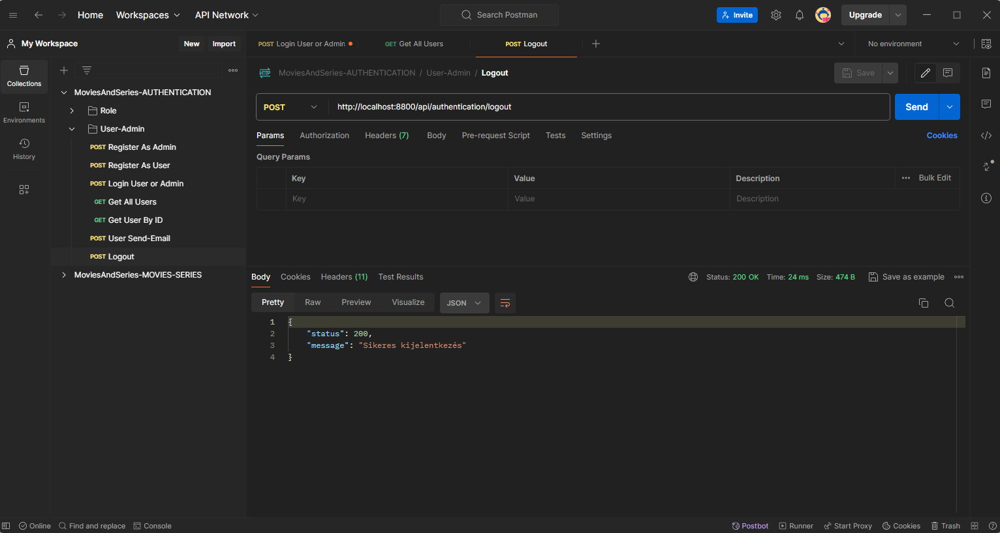 Home Workspaces API Network Search Postman Invite Upgrade
My Workspace New Import POST Login User or Admin GET Get All Users POST Logout No environment
Collections
Environments
History
MoviesAndSeries-AUTHENTICATION
Role
User-Admin
POST Register As Admin
POST Register As User
POST Login User or Admin
GET Get All Users
GET Get User By ID
POST User Send-Email
POST Logout
MoviesAndSeries-MOVIES-SERIES
HTTP MoviesAndSeries-AUTHENTICATION / User-Admin / Logout Save
POST http://localhost:8800/api/authentication/logout Send
Params Authorization Headers (7) Body Pre-request Script Tests Settings Cookies
Query Params
Key Value Description Bulk Edit
Key Value Description
Body Cookies Headers (11) Test Results Status: 200 OK Time: 24 ms Size: 474 B Save as example
Pretty Raw Preview Visualize JSON
1 {
2 "status": 200,
3 "message": "Sikeres kijelentkezés"
4 }
Online Find and replace Console Postbot Runner Start Proxy Cookies Trash